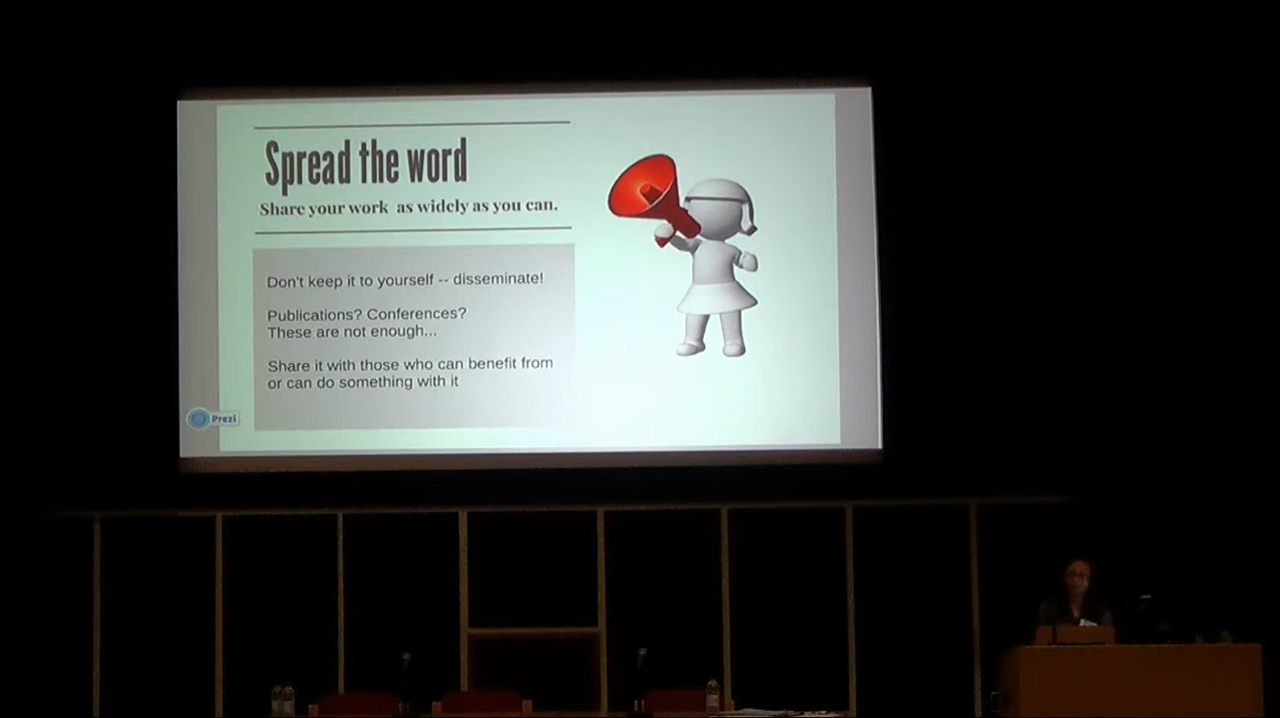 Spread the word
Share your work as widely as you can.
Don't keep it to yourself -- disseminate!
Publications? Conferences?
These are not enough...
Share it with those who can benefit from
or can do something with it
Prezi